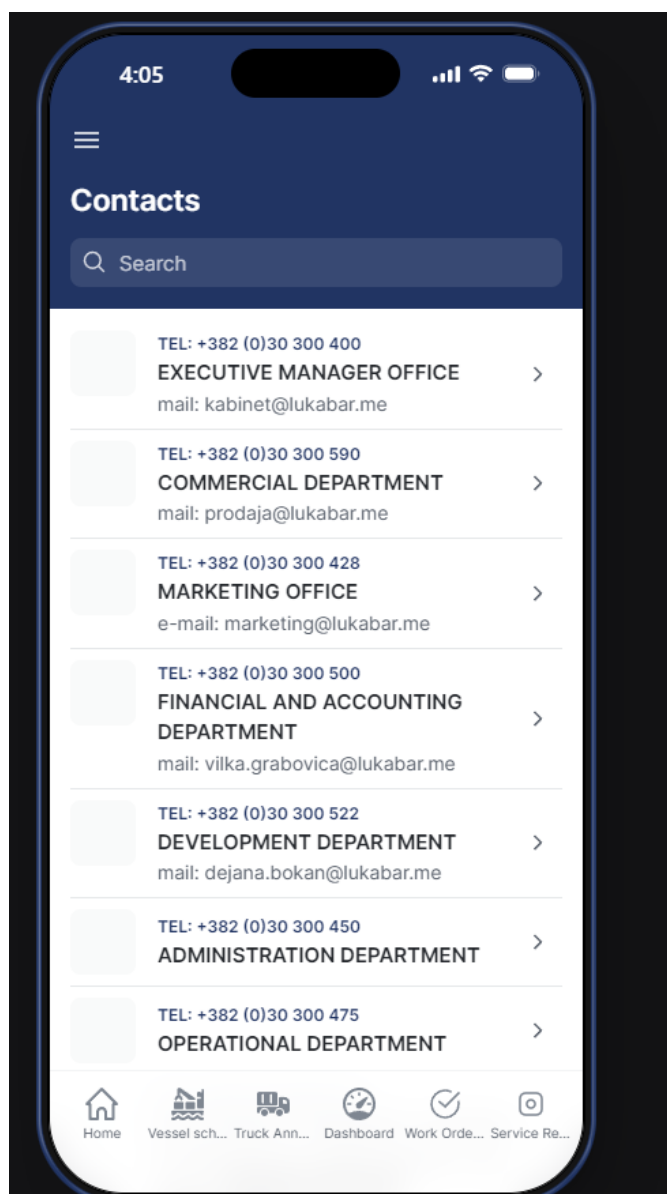 4:05
Contacts
Search
TEL: +382 (0)30 300 400
EXECUTIVE MANAGER OFFICE
mail: kabinet@lukabar.me
TEL: +382 (0)30 300 590
COMMERCIAL DEPARTMENT
mail: prodaja@lukabar.me
TEL: +382 (0)30 300 428
MARKETING OFFICE
e-mail: marketing@lukabar.me
TEL: +382 (0)30 300 500
FINANCIAL AND ACCOUNTING
DEPARTMENT
mail: vilka.grabovica@lukabar.me
TEL: +382 (0)30 300 522
DEVELOPMENT DEPARTMENT
mail: dejana.bokan@lukabar.me
TEL: +382 (0)30 300 450
ADMINISTRATION DEPARTMENT
TEL: +382 (0)30 300 475
OPERATIONAL DEPARTMENT
Home Vessel sch... Truck Ann... Dashboard Work Orde... Service Re...